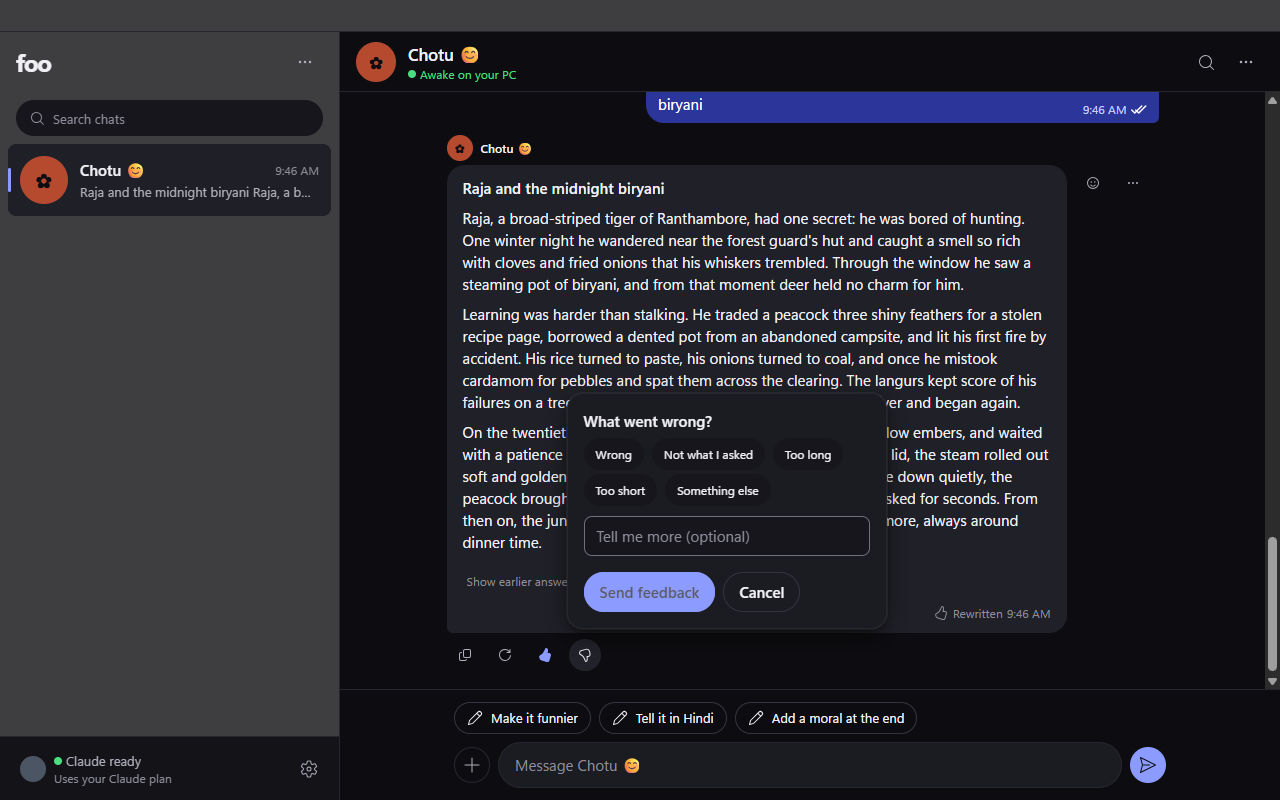 foo
Search chats
Chotu 😊
9:46 AM
Raja and the midnight biryani Raja, a b...
Claude ready
Uses your Claude plan
Chotu 😊
Awake on your PC
biryani
9:46 AM
Chotu 😊
Raja and the midnight biryani
Raja, a broad-striped tiger of Ranthambore, had one secret: he was bored of hunting.
One winter night he wandered near the forest guard's hut and caught a smell so rich
with cloves and fried onions that his whiskers trembled. Through the window he saw a
steaming pot of biryani, and from that moment deer held no charm for him.
Learning was harder than stalking. He traded a peacock three shiny feathers for a stolen
recipe page, borrowed a dented pot from an abandoned campsite, and lit his first fire by
accident. His rice turned to paste, his onions turned to coal, and once he mistook
cardamom for pebbles and spat them across the clearing. The langurs kept score of his
failures on a and began again.
On the embers, and waited
with a patience lid, the steam rolled out
soft and golden down quietly, the
peacock for seconds. From
then on, the always around
dinner time.
Show earlier
Rewritten 9:46 AM
What went wrong?
Wrong
Not what I asked
Too long
Too short
Something else
Tell me more (optional)
Send feedback
Cancel
Make it funnier
Tell it in Hindi
Add a moral at the end
Message Chotu 😊